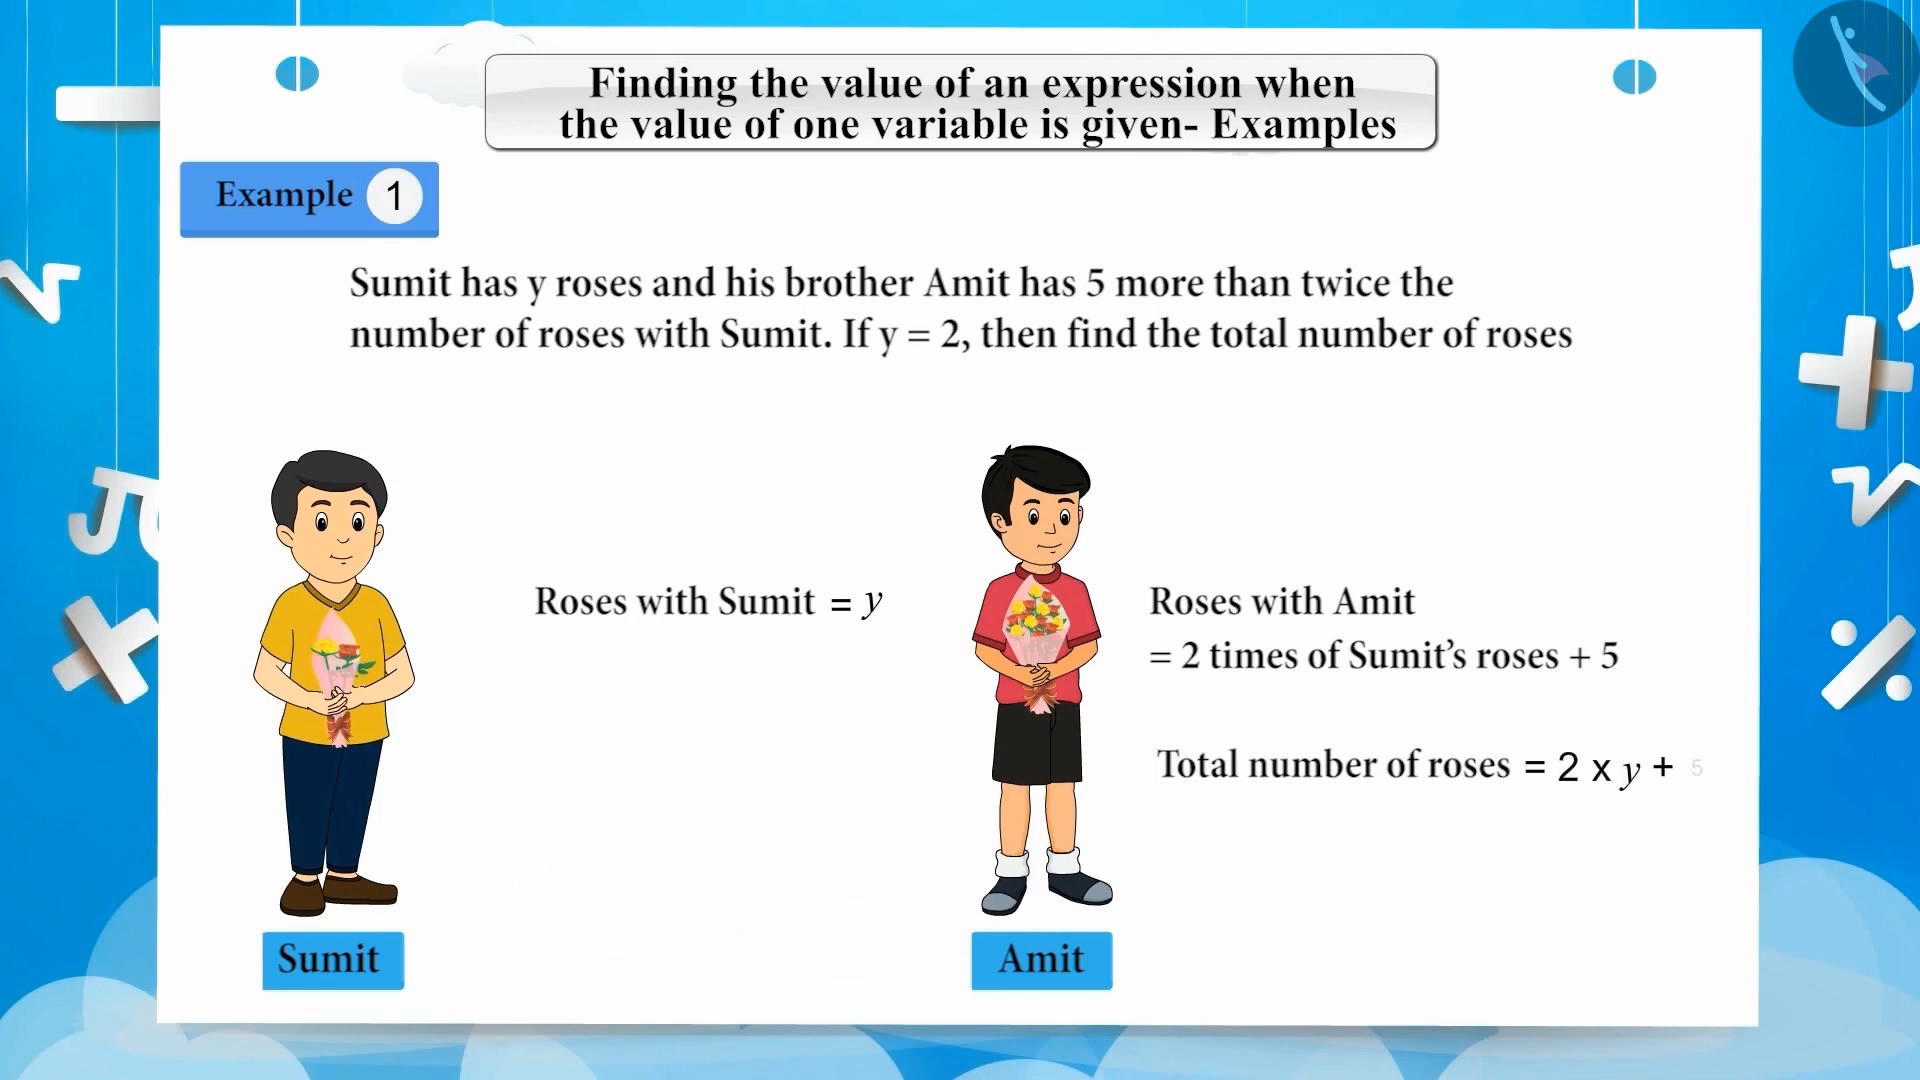 Finding the value of an expression when
the value of one variable is given- Examples
Example 1
Sumit has y roses and his brother Amit has 5 more than twice the
number of roses with Sumit. If y = 2, then find the total number of roses
Roses with Sumit = y
Roses with Amit
= 2 times of Sumit’s roses + 5
Total number of roses = 2 x y + 5
Sumit
Amit